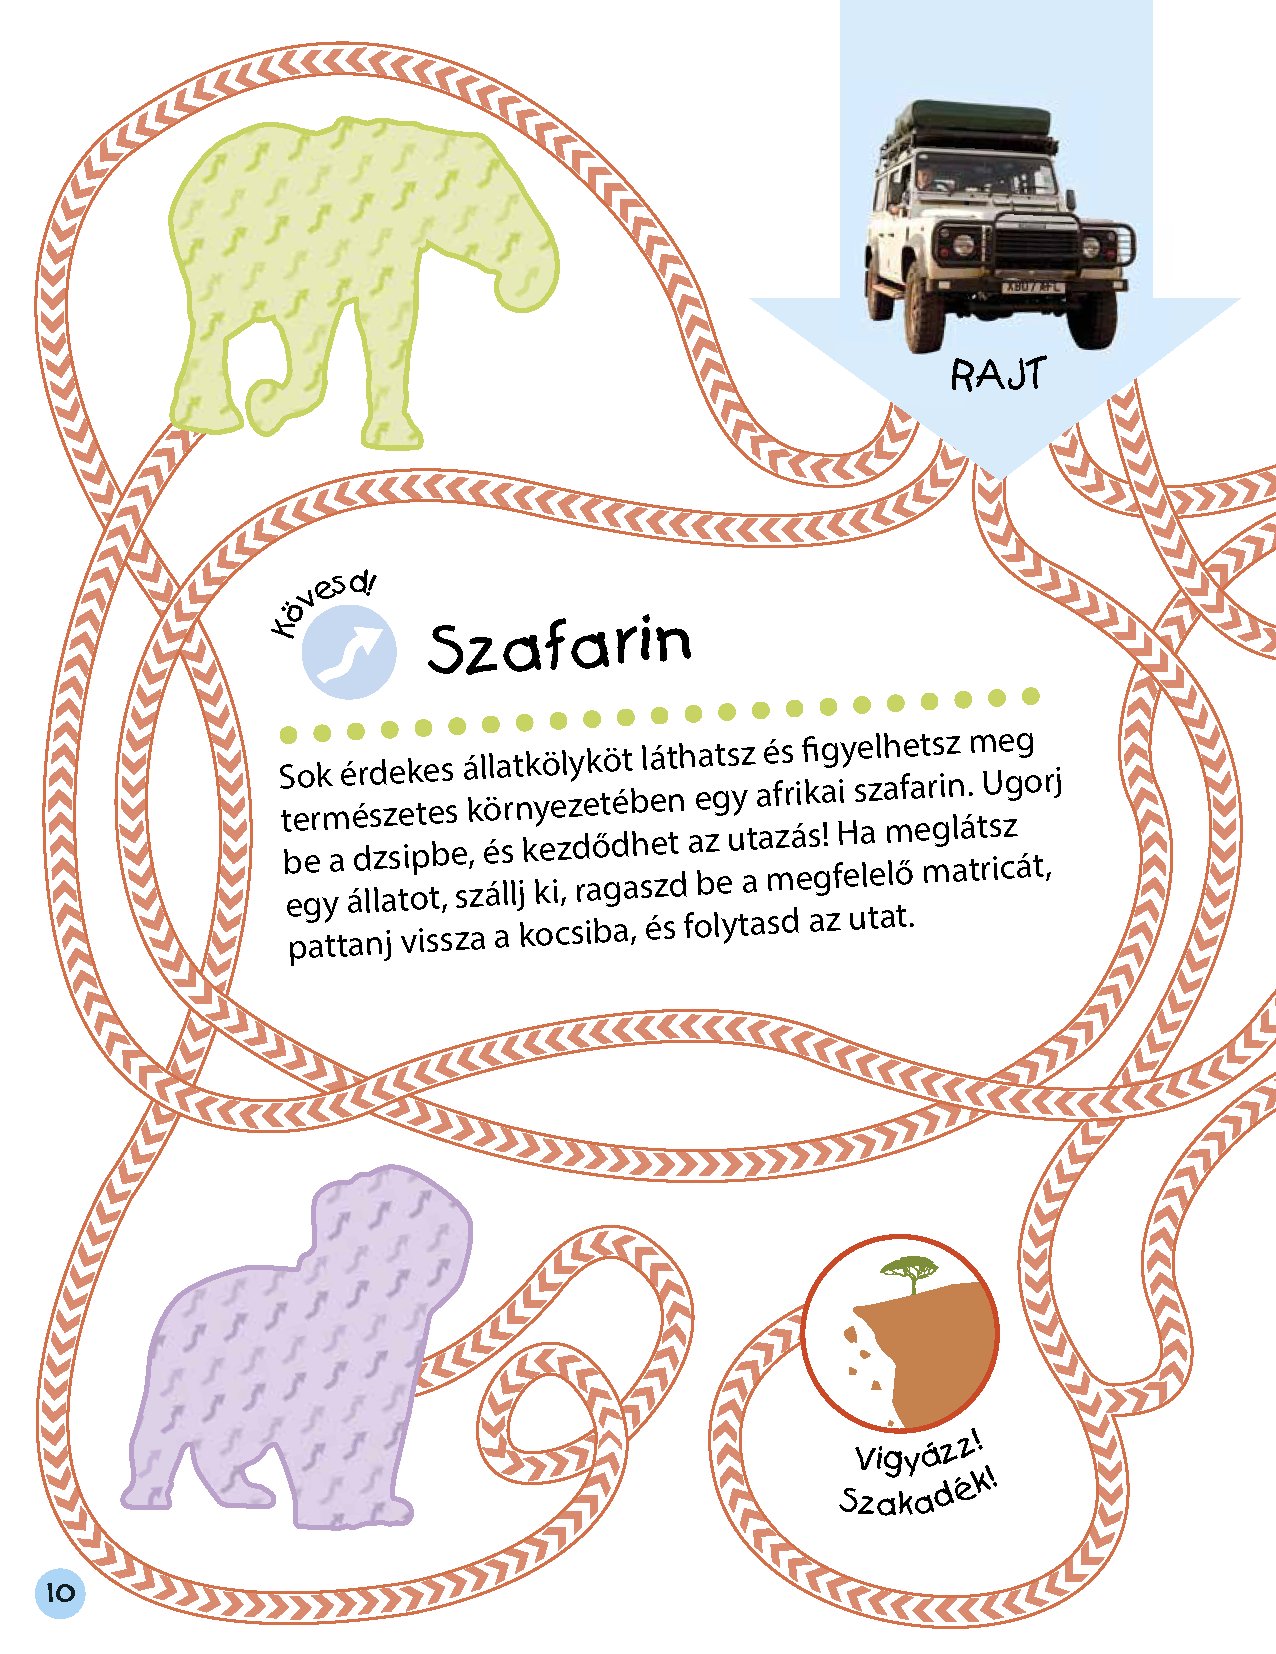 XB07 AFL
RAJT
Kövesd!
Szafarin
Sok érdekes állatkölyköt láthatsz és figyelhetsz meg
természetes környezetében egy afrikai szafarin. Ugorj
be a dzsipbe, és kezdődhet az utazás! Ha meglátsz
egy állatot, szállj ki, ragaszd be a megfelelő matricát,
pattanj vissza a kocsiba, és folytasd az utat.
Vigyázz!
Szakadék!
10